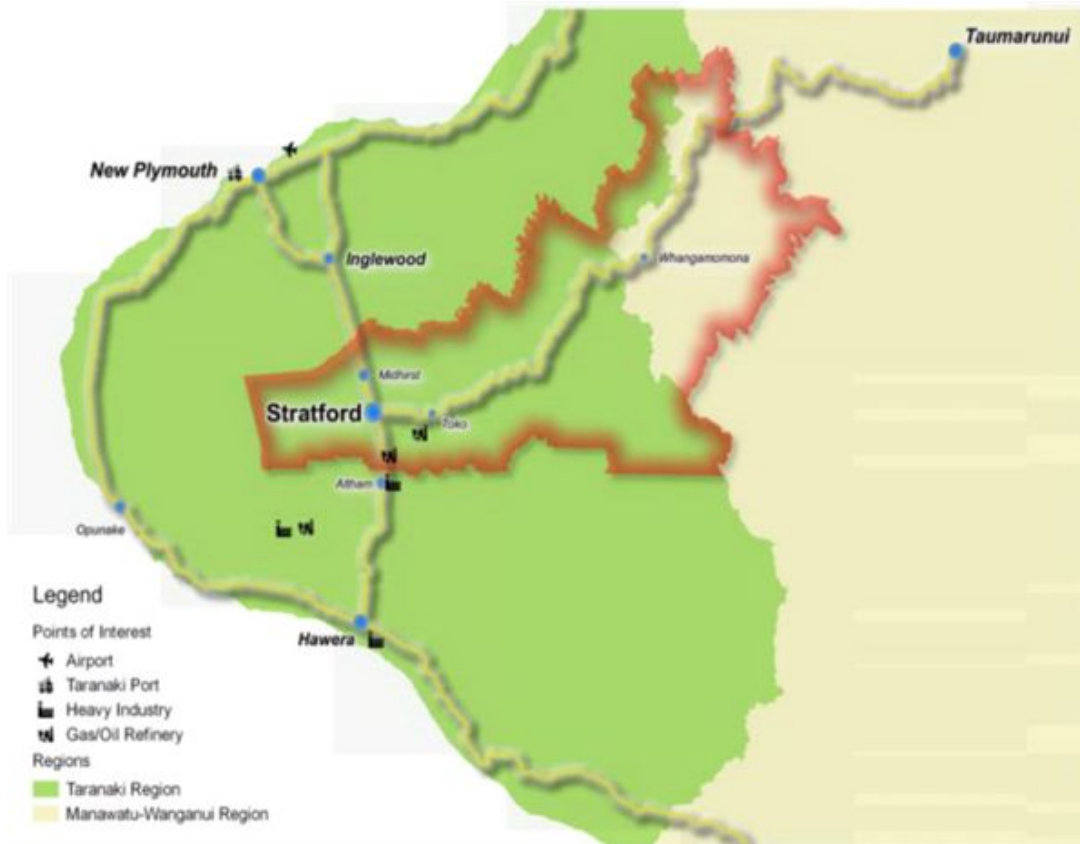 Taumarunui
New Plymouth
Inglewood
Whangamomona
Midhirst
Stratford
Toko
Altham
Opunake
Hawera
Legend
Points of Interest
Airport
Taranaki Port
Heavy Industry
Gas/Oil Refinery
Regions
Taranaki Region
Manawatu-Wanganui Region